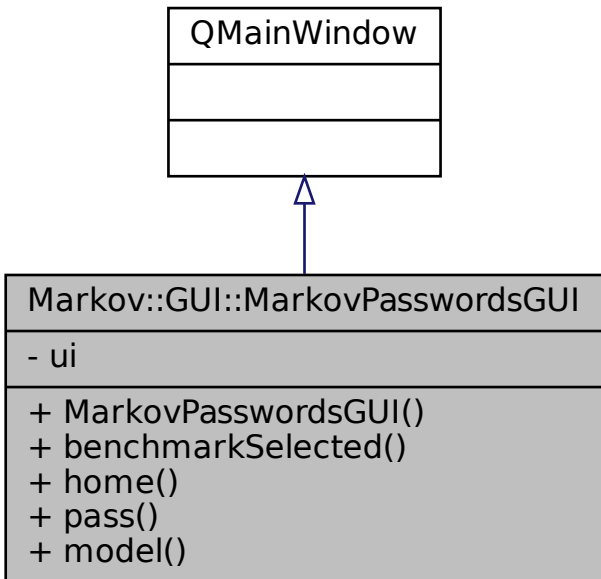 QMainWindow
Markov::GUI::MarkovPasswordsGUI
- ui
+ MarkovPasswordsGUI()
+ benchmarkSelected()
+ home()
+ pass()
+ model()